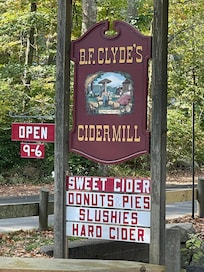 B.F. CLYDE'S
CIDER MILL
OPEN
9-6
SWEET CIDER
DONUTS PIES
SLUSHIES
HARD CIDER